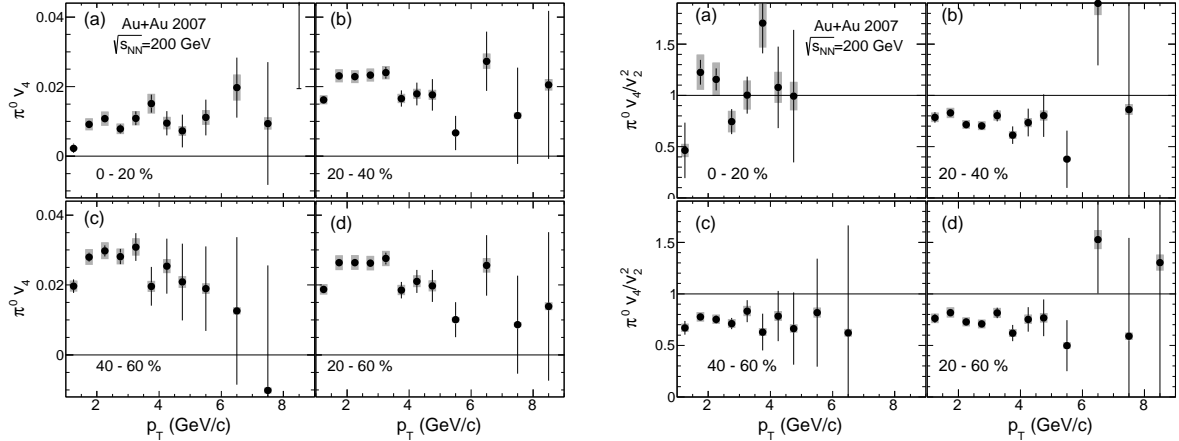 (a) Au+Au 2007
√s_NN=200 GeV
0.04
0.02
0
π⁰ v₄
0 - 20 %
(b)
20 - 40 %
(c)
0.04
0.02
0
π⁰ v₄
40 - 60 %
2 4 6 8
p_T (GeV/c)
(d)
20 - 60 %
2 4 6 8
p_T (GeV/c)
(a) Au+Au 2007
√s_NN=200 GeV
1.5
1
0.5
0
π⁰ v₄/v₂²
0 - 20 %
(b)
20 - 40 %
(c)
1.5
1
0.5
0
π⁰ v₄/v₂²
40 - 60 %
2 4 6 8
p_T (GeV/c)
(d)
20 - 60 %
2 4 6 8
p_T (GeV/c)